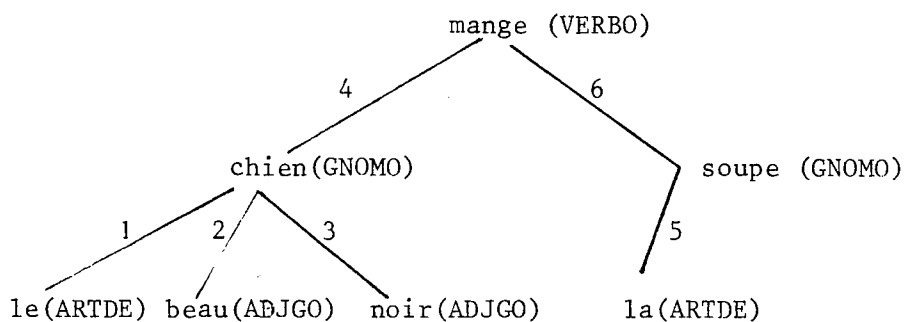 mange (VERBO)
4 6
chien(GNOMO) soupe (GNOMO)
1 2 3 5
le(ARTDE) beau(ADJGO) noir(ADJGO) la(ARTDE)